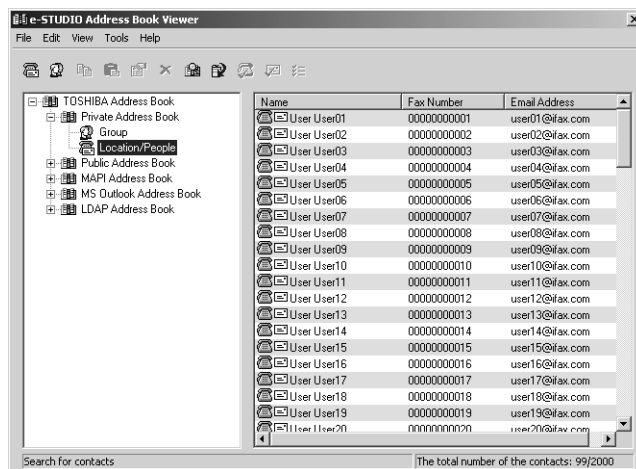 e-STUDIO Address Book Viewer
File Edit View Tools Help
TOSHIBA Address Book
Private Address Book
Group
Location/People
Public Address Book
MAPI Address Book
MS Outlook Address Book
LDAP Address Book
Name Fax Number Email Address
User User01 00000000001 user01@ifax.com
User User02 00000000002 user02@ifax.com
User User03 00000000003 user03@ifax.com
User User04 00000000004 user04@ifax.com
User User05 00000000005 user05@ifax.com
User User06 00000000006 user06@ifax.com
User User07 00000000007 user07@ifax.com
User User08 00000000008 user08@ifax.com
User User09 00000000009 user09@ifax.com
User User10 00000000010 user10@ifax.com
User User11 00000000011 user11@ifax.com
User User12 00000000012 user12@ifax.com
User User13 00000000013 user13@ifax.com
User User14 00000000014 user14@ifax.com
User User15 00000000015 user15@ifax.com
User User16 00000000016 user16@ifax.com
User User17 00000000017 user17@ifax.com
User User18 00000000018 user18@ifax.com
User User19 00000000019 user19@ifax.com
User User20 00000000020 user20@ifax.com
Search for contacts The total number of the contacts: 99/2000